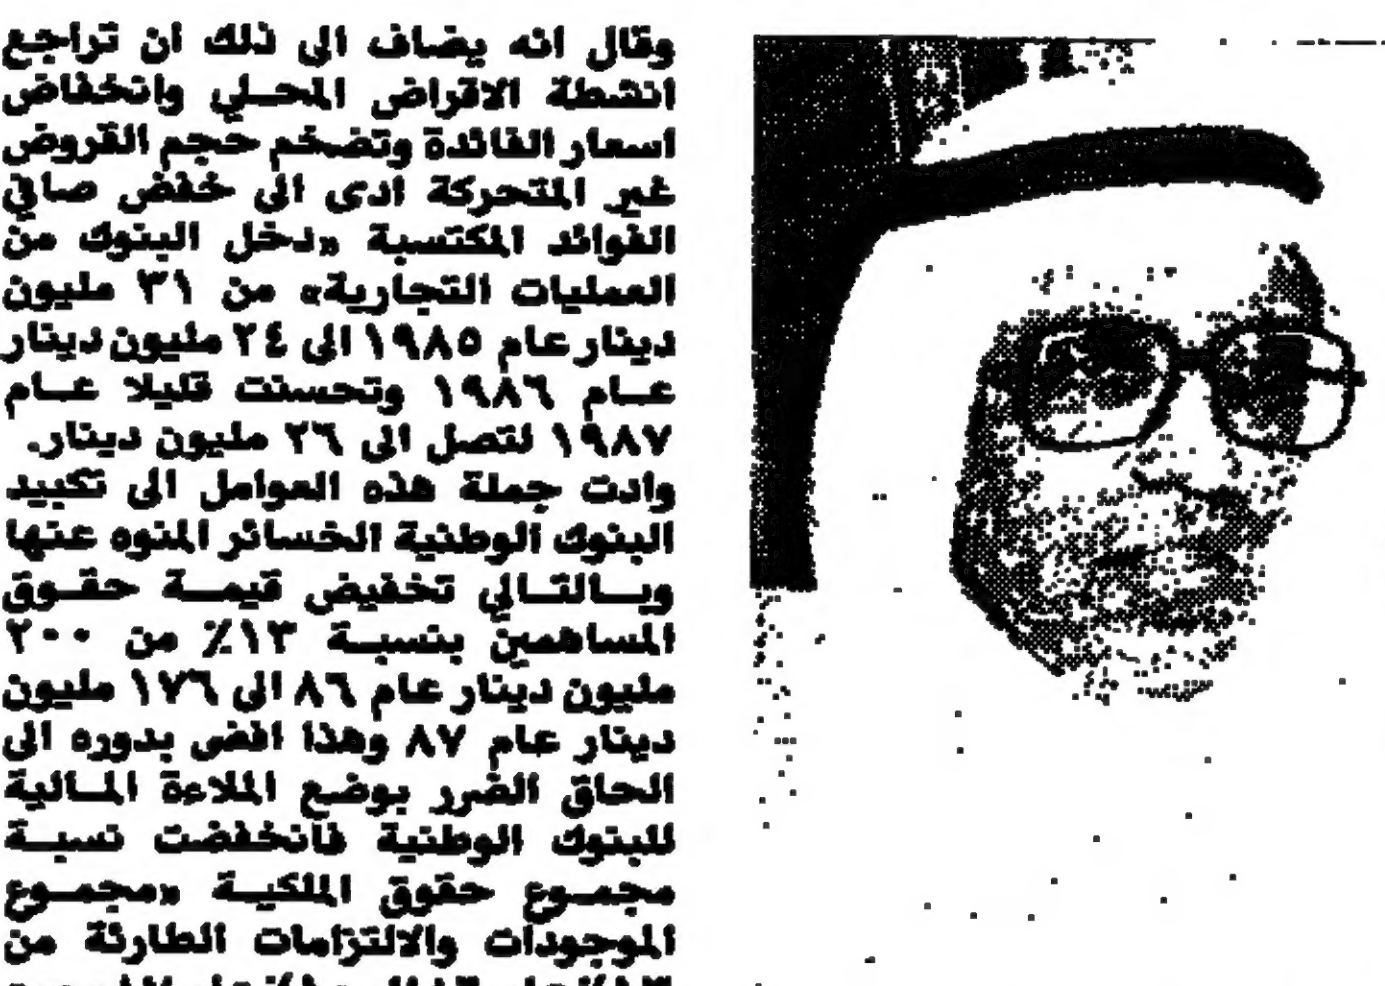 وقال انه يضاف الى ذلك ان تراجع
انشطة الاقراض المحلي وانخفاض
اسعار الفائدة وتضخم حجم القروض
غير المتحركة ادى الى خفض صافي
الفوائد المكتسبة «دخل البنوك من
العمليات التجارية» من ٣١ مليون
دينار عام ١٩٨٥ الى ٢٤ مليون دينار
عام ١٩٨٦ وتحسنت قليلا عام
١٩٨٧ لتصل الى ٢٦ مليون دينار.
وادت جملة هذه العوامل الى تكبيد
البنوك الوطنية الخسائر المنوه عنها
وبالتالي تخفيض قيمة حقوق
المساهمين بنسبة ١٣٪ من ٢٠٠
مليون دينار عام ٨٦ الى ١٧٦ مليون
دينار عام ٨٧ وهذا افضى بدوره الى
الحاق الضرر بوضع الملاءة المالية
للبنوك الوطنية فانخفضت نسبة
مجموع حقوق الملكية «مجموع
الموجودات والالتزامات الطارئة من